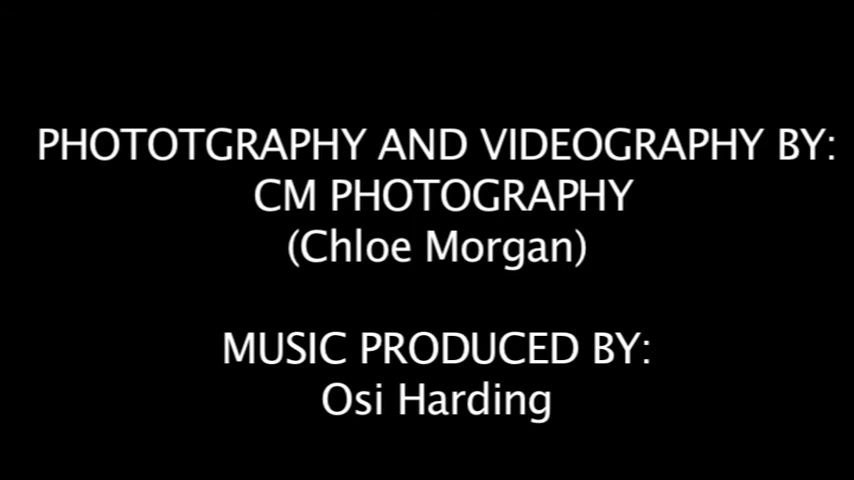 PHOTOTGRAPHY AND VIDEOGRAPHY BY:
CM PHOTOGRAPHY
(Chloe Morgan)
MUSIC PRODUCED BY:
Osi Harding